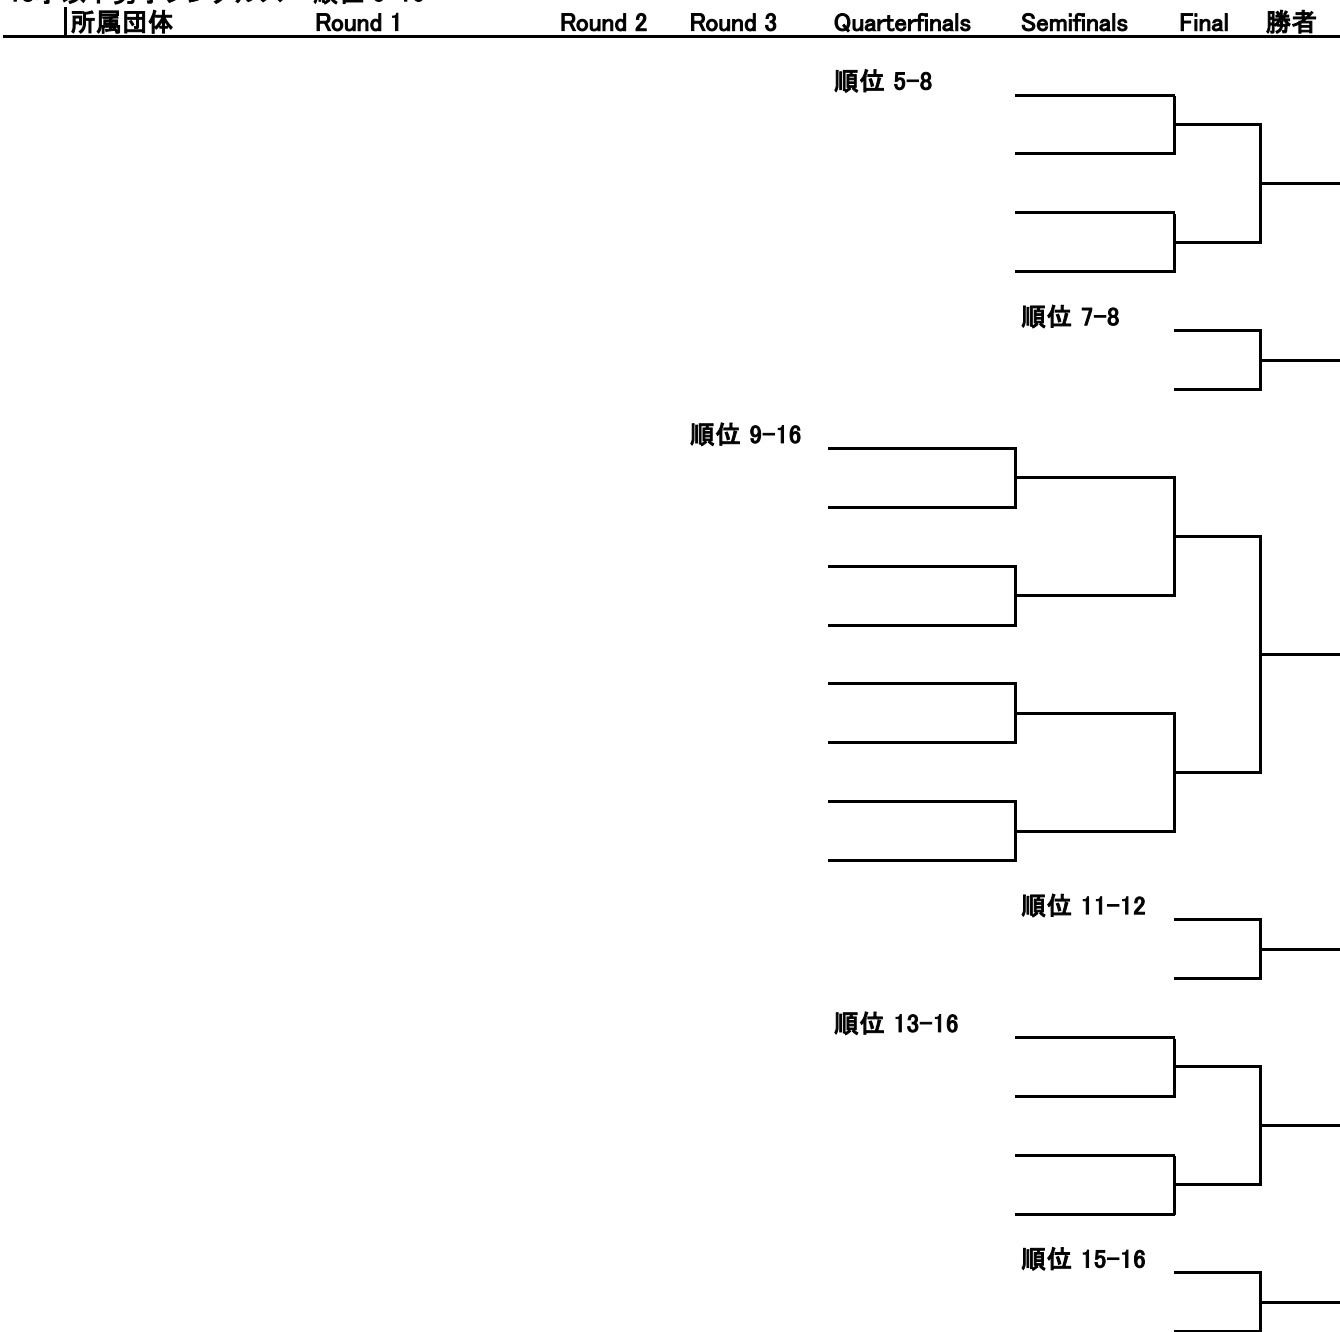 所属団体 Round 1 Round 2 Round 3 Quarterfinals Semifinals Final 勝者
順位 5-8
順位 7-8
順位 9-16
順位 11-12
順位 13-16
順位 15-16